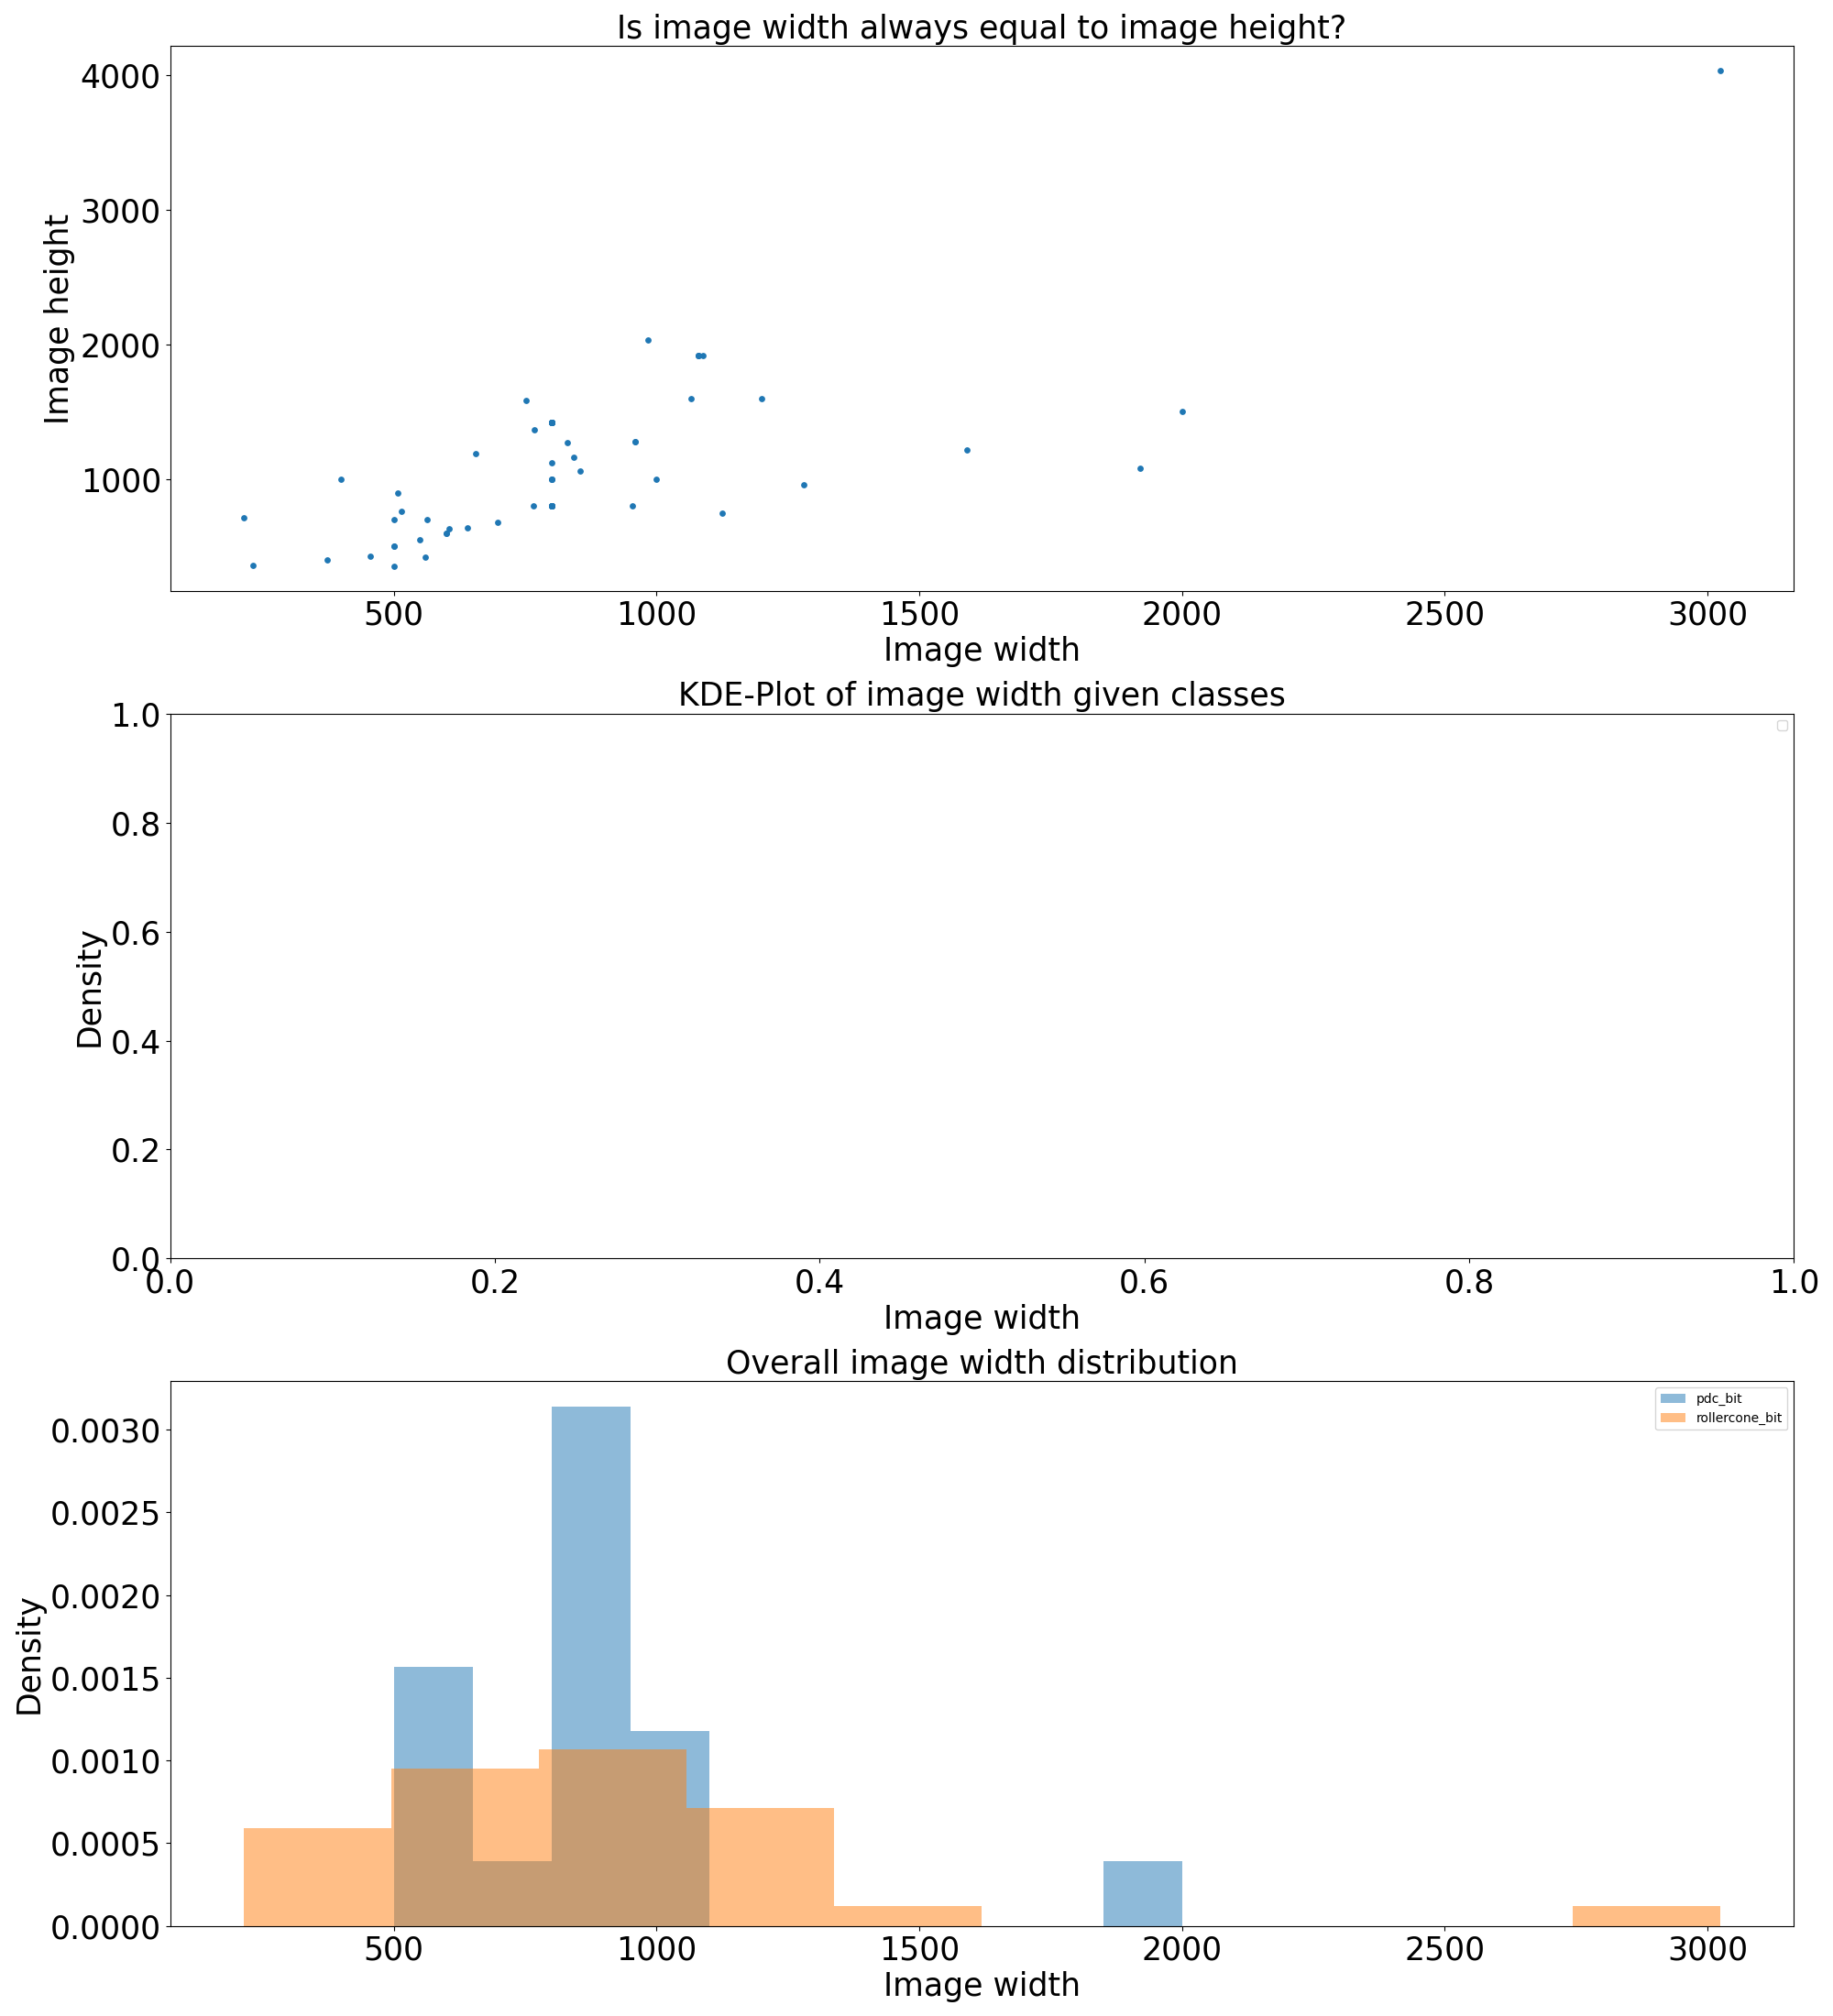 Is image width always equal to image height?
4000
3000
2000
1000
Image height
500 1000 1500 2000 2500 3000
Image width
KDE-Plot of image width given classes
1.0
0.8
0.6
0.4
0.2
0.0
Density
0.0 0.2 0.4 0.6 0.8 1.0
Image width
Overall image width distribution
pdc_bit
rollercone_bit
0.0030
0.0025
0.0020
0.0015
0.0010
0.0005
0.0000
Density
500 1000 1500 2000 2500 3000
Image width